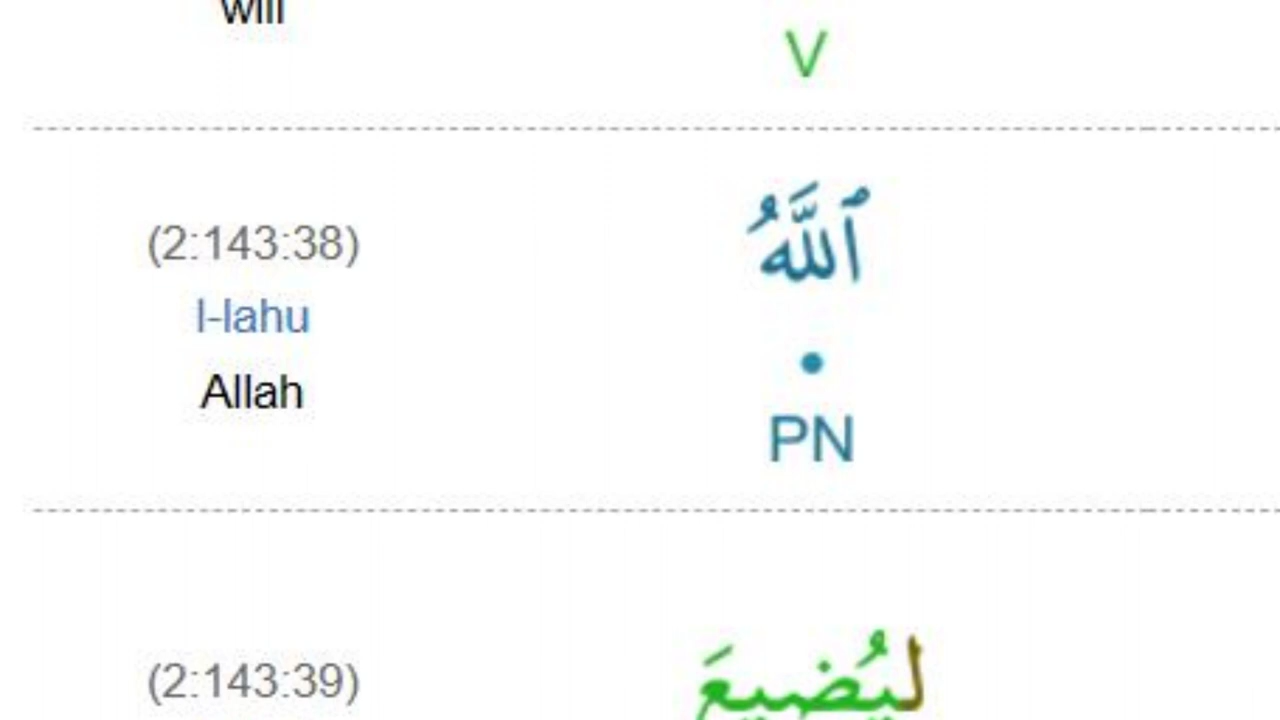 will
V
(2:143:38)
l-lahu
Allah
ٱللَّهُ
PN
(2:143:39)
لِيُضِيعَ